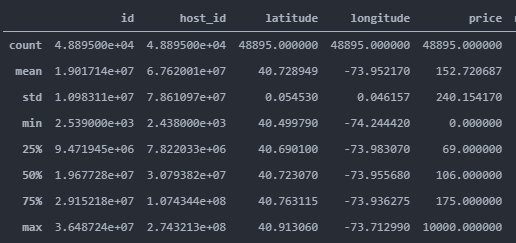 id host_id latitude longitude price
count 4.889500e+04 4.889500e+04 48895.000000 48895.000000 48895.000000
mean 1.901714e+07 6.762001e+07 40.728949 -73.952170 152.720687
std 1.098311e+07 7.861097e+07 0.054530 0.046157 240.154170
min 2.539000e+03 2.438000e+03 40.499790 -74.244420 0.000000
25% 9.471945e+06 7.822033e+06 40.690100 -73.983070 69.000000
50% 1.967728e+07 3.079382e+07 40.723070 -73.955680 106.000000
75% 2.915218e+07 1.074344e+08 40.763115 -73.936275 175.000000
max 3.648724e+07 2.743213e+08 40.913060 -73.712990 10000.000000